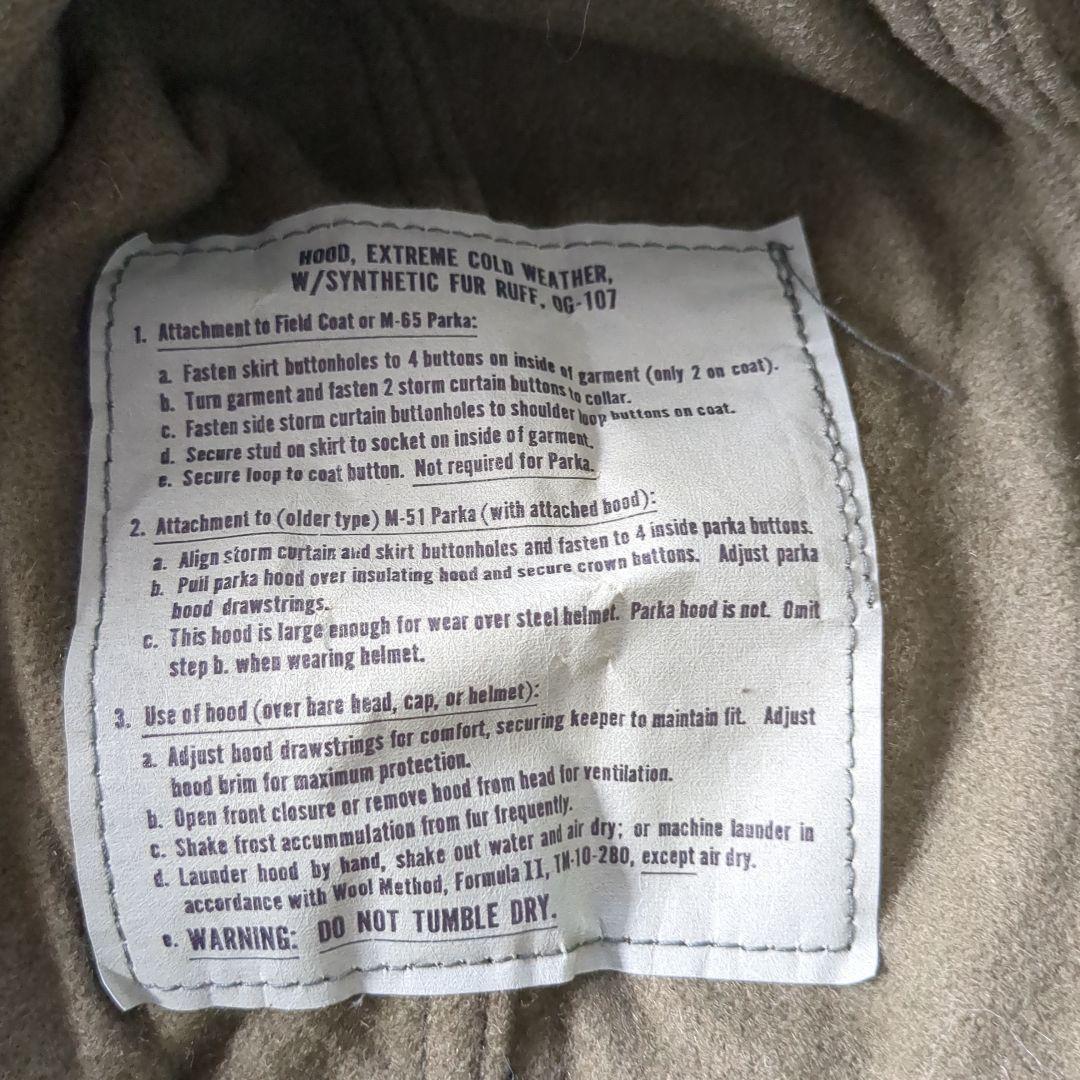 HOOD, EXTREME COLD WEATHER,
W/SYNTHETIC FUR RUFF, OG-107
1. Attachment to Field Coat or M-65 Parka:
a. Fasten skirt buttonholes to 4 buttons on inside of garment (only 2 on coat).
b. Turn garment and fasten 2 storm curtain buttons to collar.
c. Fasten side storm curtain buttonholes to shoulder loop buttons on coat.
d. Secure stud on skirt to socket on inside of garment.
e. Secure loop to coat button. Not required for Parka.
2. Attachment to (older type) M-51 Parka (with attached hood):
a. Align storm curtain and skirt buttonholes and fasten to 4 inside parka buttons.
b. Pull parka hood over insulating hood and secure crown buttons. Adjust parka
hood drawstrings.
c. This hood is large enough for wear over steel helmet. Parka hood is not. Omit
step b. when wearing helmet.
3. Use of hood (over bare head, cap, or helmet):
a. Adjust hood drawstrings for comfort, securing keeper to maintain fit. Adjust
hood brim for maximum protection.
b. Open front closure or remove hood from head for ventilation.
c. Shake frost accummulation from fur frequently.
d. Launder hood by hand, shake out water and air dry; or machine launder in
accordance with Wool Method, Formula II, TM-10-280, except air dry.
e. WARNING: DO NOT TUMBLE DRY.